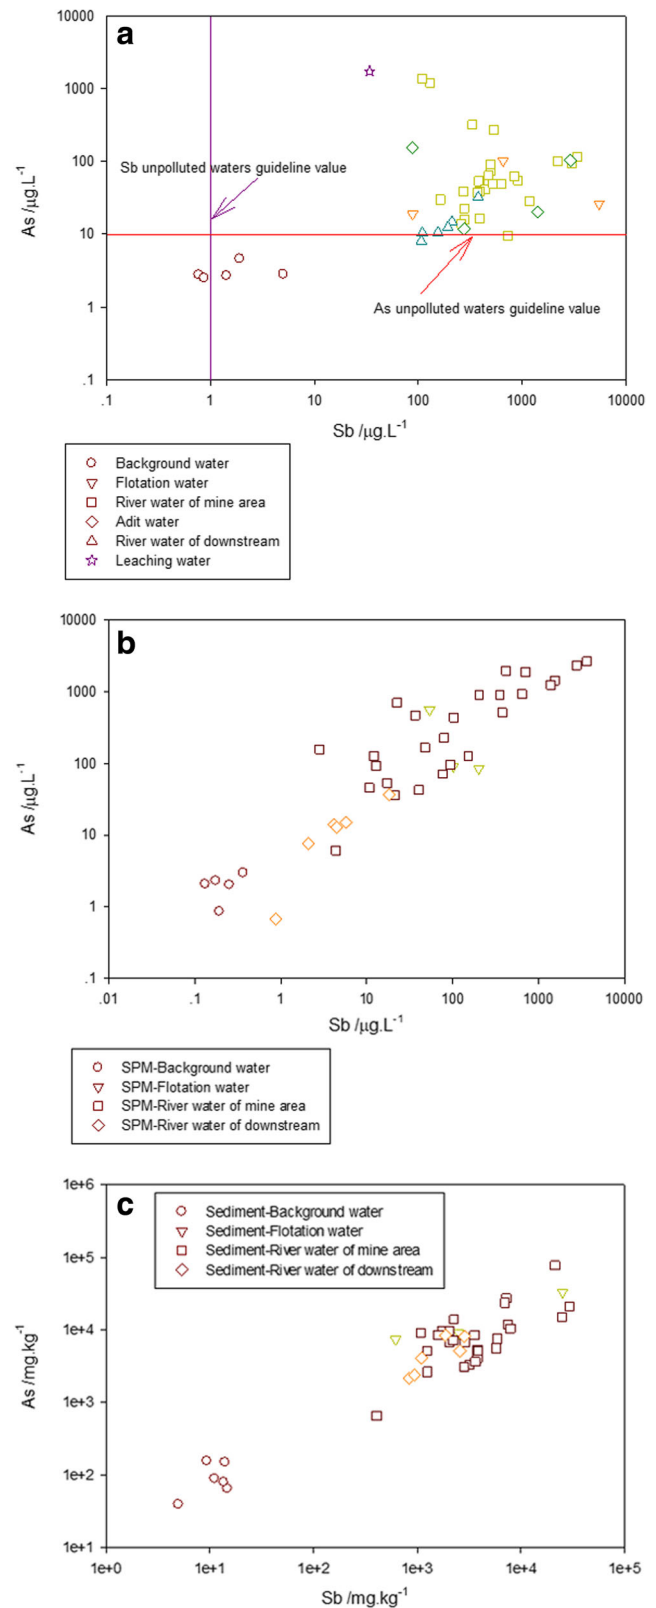 a
10000
1000
100
10
1
.1
As /µg.L-1
Sb unpolluted waters guideline value
As unpolluted waters guideline value
.1 1 10 100 1000 10000
Sb /µg.L-1
Background water
Flotation water
River water of mine area
Adit water
River water of downstream
Leaching water
b
10000
1000
100
10
1
.1
As /µg.L-1
.01 .1 1 10 100 1000 10000
Sb /µg.L-1
SPM-Background water
SPM-Flotation water
SPM-River water of mine area
SPM-River water of downstream
c
1e+6
1e+5
1e+4
1e+3
1e+2
1e+1
As /mg.kg-1
Sediment-Background water
Sediment-Flotation water
Sediment-River water of mine area
Sediment-River water of downstream
1e+0 1e+1 1e+2 1e+3 1e+4 1e+5
Sb /mg.kg-1